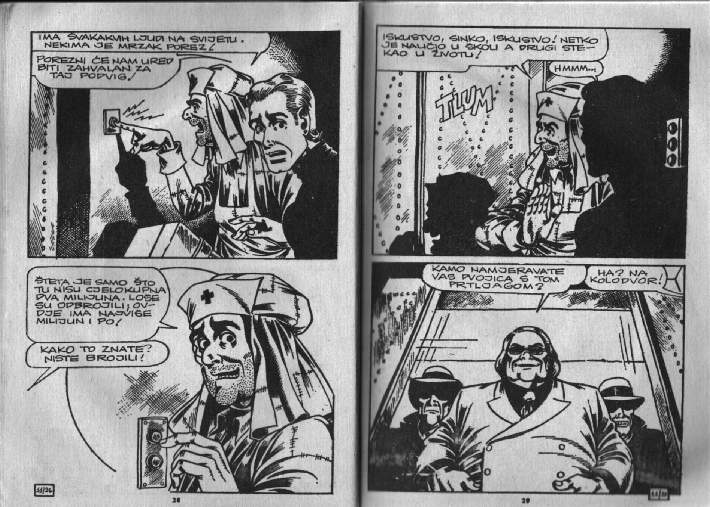 IMA SVAKAKVIH LJUDI NA SVIJETU.
NEKIMA JE MRZAK POREZ!
POREZNI ĆE NAM URED
BITI ZAHVALAN ZA
TAJ PODVIG!
ŠTETA JE SAMO ŠTO
TU NISU CJELOKUPNA
DVA MILIJUNA. LOŠE
SU ODBROJILI; OV-
DJE IMA NAJVIŠE
MILIJUN I PO!
KAKO TO ZNATE?
NISTE BROJILI!
28
ISKUSTVO, SINKO, ISKUSTVO! NETKO
JE NAUČIO U ŠKOLI A DRUGI STE-
KAO U ŽIVOTU!
HMMM...
TLUM
KAMO NAMJERAVATE
VAS DVOJICA S TOM
PRTLJAGOM?
HA? NA
KOLODVOR!
29